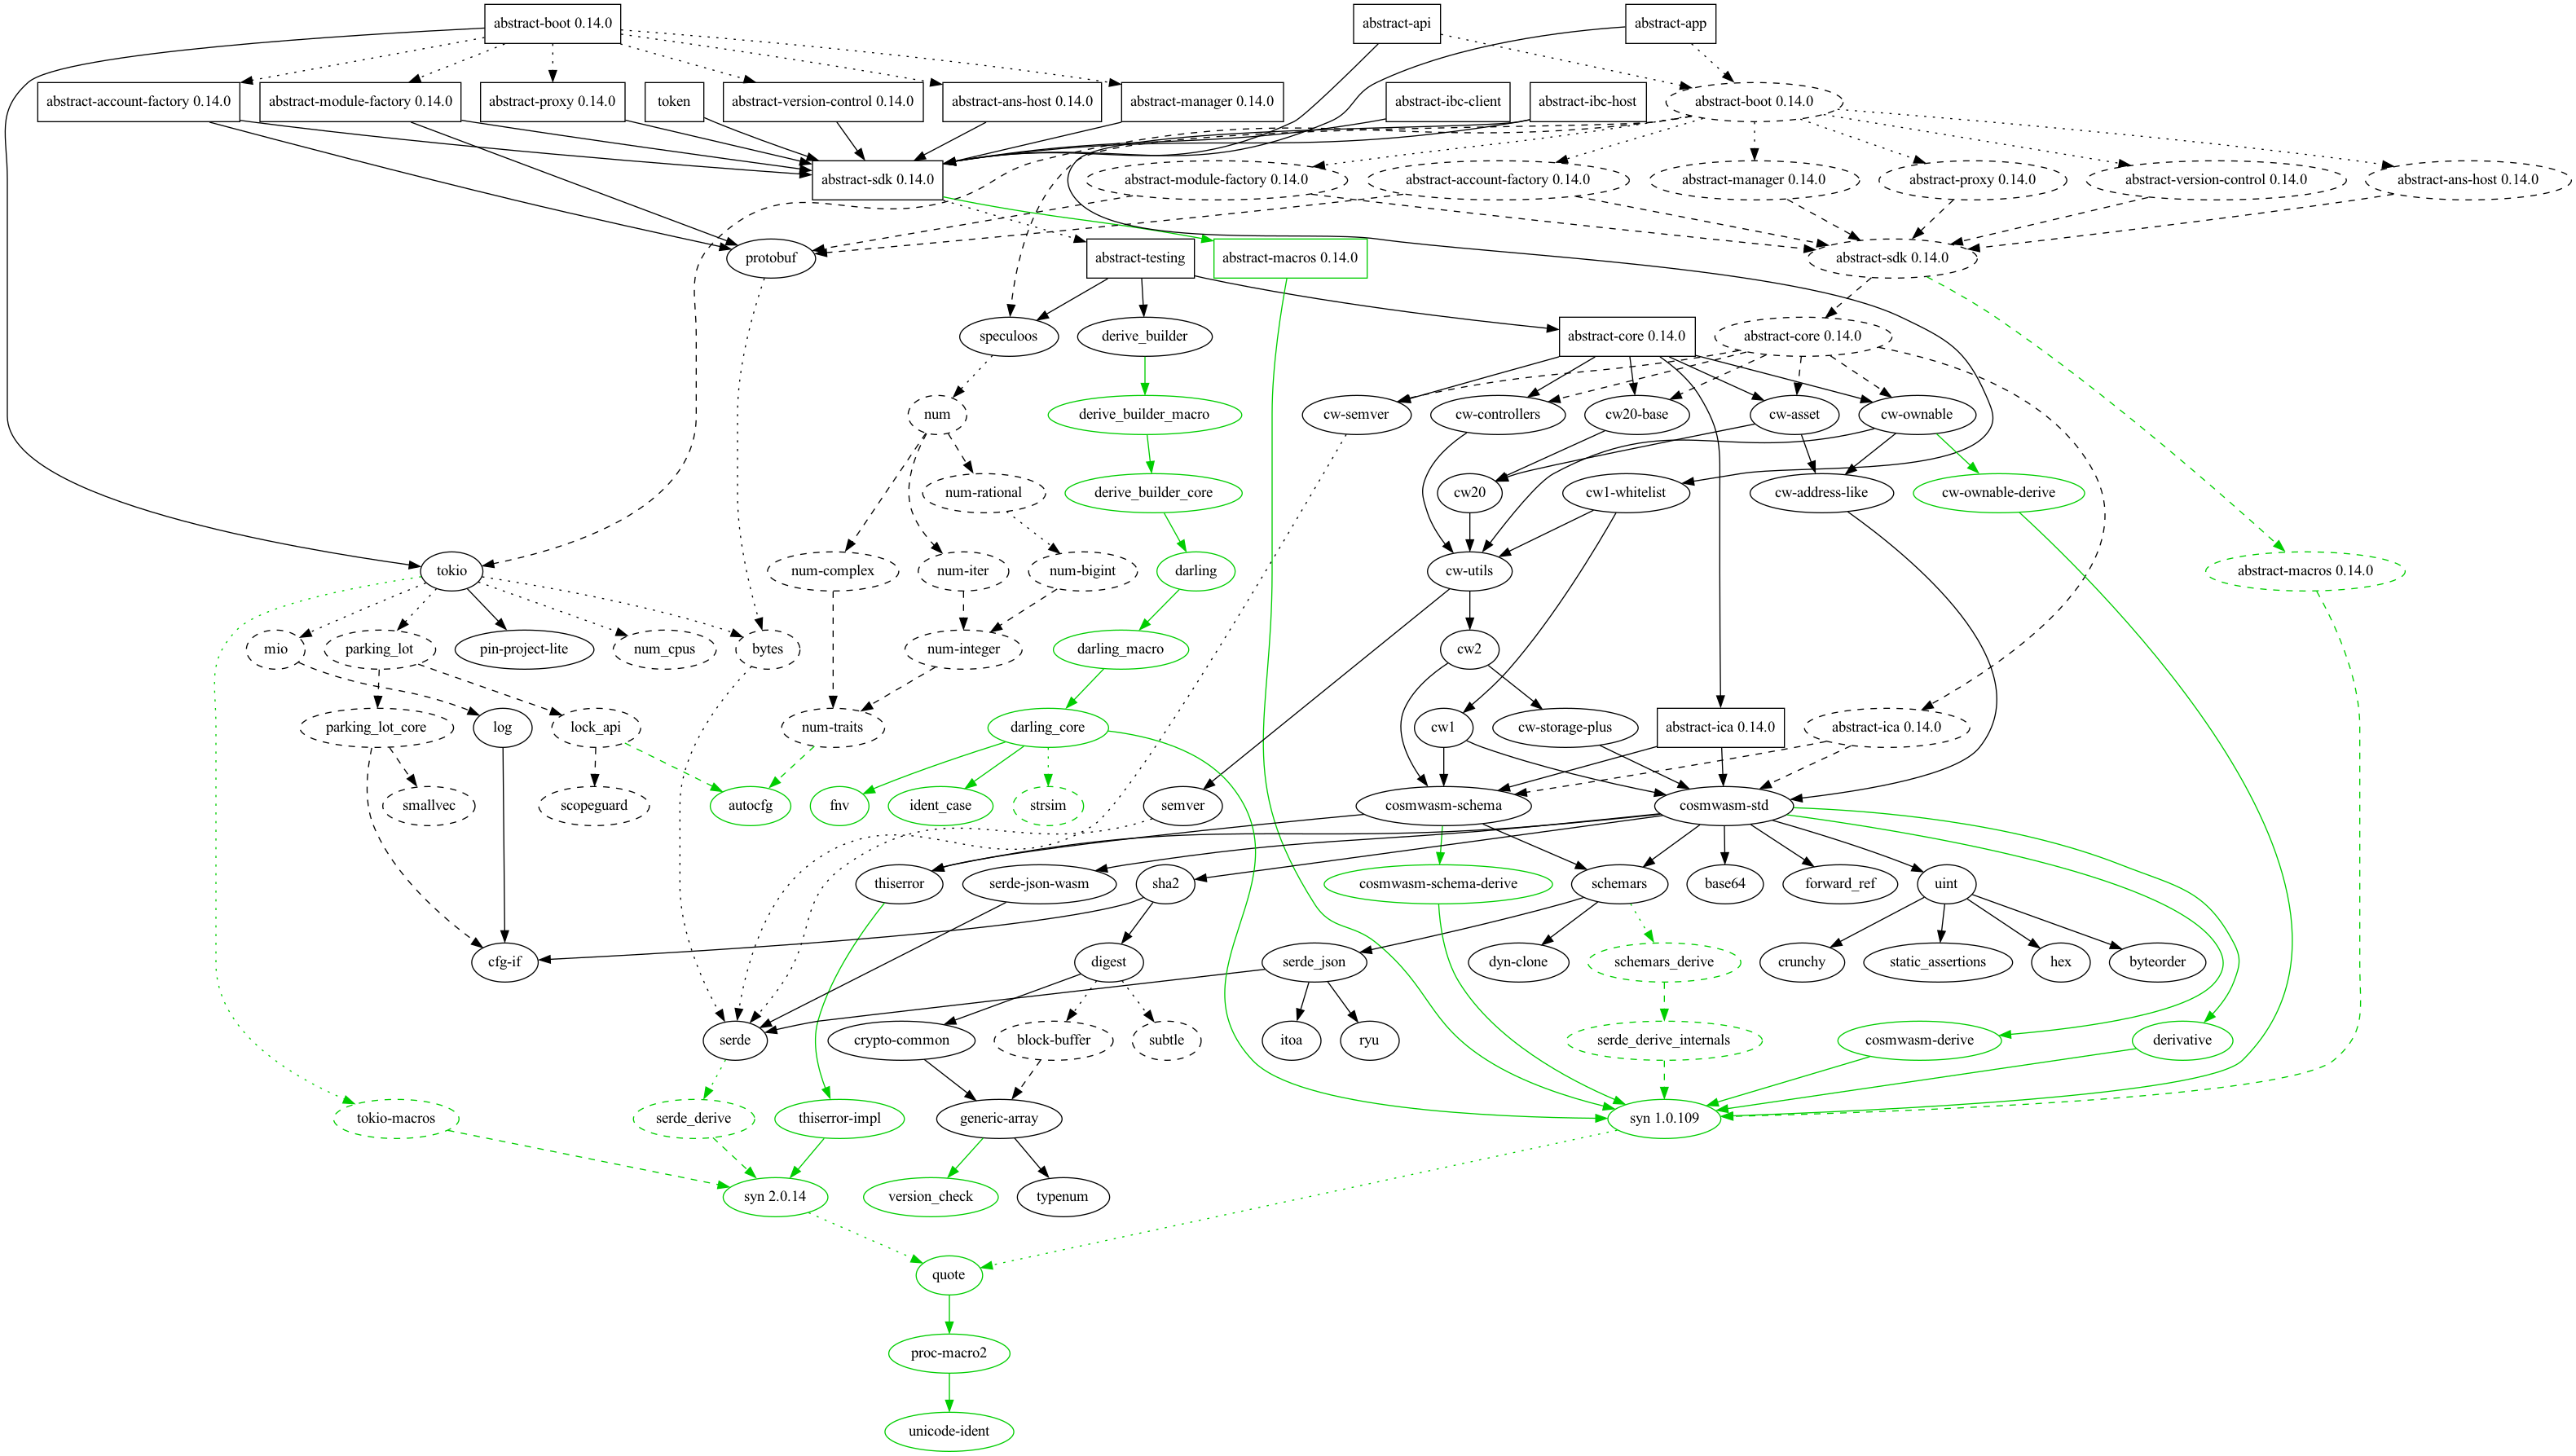 abstract-boot 0.14.0
abstract-api
abstract-app
abstract-account-factory 0.14.0
abstract-module-factory 0.14.0
abstract-proxy 0.14.0
token
abstract-version-control 0.14.0
abstract-ans-host 0.14.0
abstract-manager 0.14.0
abstract-ibc-client
abstract-ibc-host
abstract-boot 0.14.0
abstract-sdk 0.14.0
abstract-module-factory 0.14.0
abstract-account-factory 0.14.0
abstract-manager 0.14.0
abstract-proxy 0.14.0
abstract-version-control 0.14.0
abstract-ans-host 0.14.0
protobuf
abstract-testing
abstract-macros 0.14.0
abstract-sdk 0.14.0
speculoos
derive_builder
abstract-core 0.14.0
abstract-core 0.14.0
num
derive_builder_macro
cw-semver
cw-controllers
cw20-base
cw-asset
cw-ownable
num-rational
derive_builder_core
cw20
cw1-whitelist
cw-address-like
cw-ownable-derive
tokio
num-complex
num-iter
num-bigint
darling
cw-utils
abstract-macros 0.14.0
mio
parking_lot
pin-project-lite
num_cpus
bytes
num-integer
darling_macro
cw2
parking_lot_core
log
lock_api
num-traits
darling_core
cw1
cw-storage-plus
abstract-ica 0.14.0
abstract-ica 0.14.0
smallvec
scopeguard
autocfg
fnv
ident_case
strsim
semver
cosmwasm-schema
cosmwasm-std
thiserror
serde-json-wasm
sha2
cosmwasm-schema-derive
schemars
base64
forward_ref
uint
cfg-if
digest
serde_json
dyn-clone
schemars_derive
crunchy
static_assertions
hex
byteorder
serde
crypto-common
block-buffer
subtle
itoa
ryu
serde_derive_internals
cosmwasm-derive
derivative
tokio-macros
serde_derive
thiserror-impl
generic-array
syn 1.0.109
syn 2.0.14
version_check
typenum
quote
proc-macro2
unicode-ident